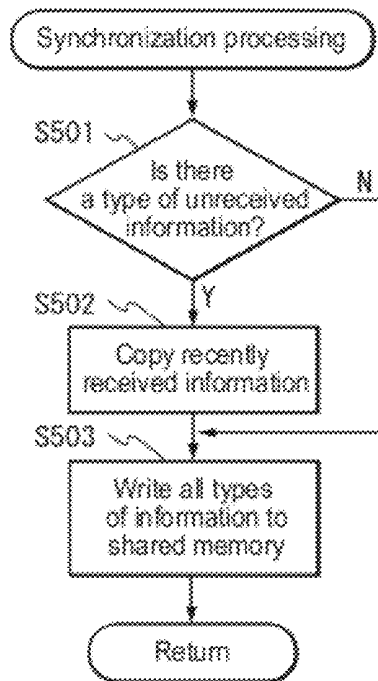 Synchronization processing
S501
Is there
a type of unreceived
information?
N
Y
S502
Copy recently
received information
S503
Write all types
of information to
shared memory
Return